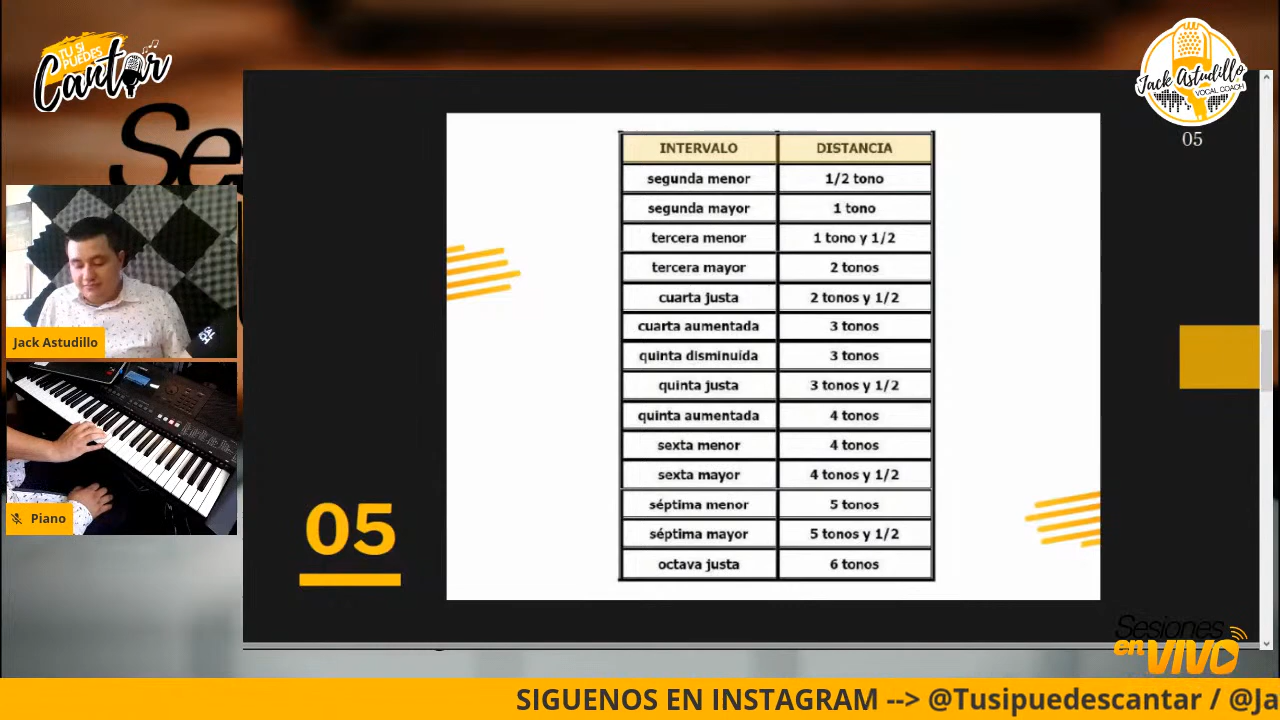 TU SI
PUEDES
Cantar
Jack Astudillo
VOCAL COACH
05
Se
INTERVALO DISTANCIA
segunda menor 1/2 tono
segunda mayor 1 tono
tercera menor 1 tono y 1/2
tercera mayor 2 tonos
cuarta justa 2 tonos y 1/2
cuarta aumentada 3 tonos
quinta disminuida 3 tonos
quinta justa 3 tonos y 1/2
quinta aumentada 4 tonos
sexta menor 4 tonos
sexta mayor 4 tonos y 1/2
séptima menor 5 tonos
séptima mayor 5 tonos y 1/2
octava justa 6 tonos
Jack Astudillo
Piano
05
Sesiones
en VIVO
SIGUENOS EN INSTAGRAM --> @Tusipuedescantar / @Ja